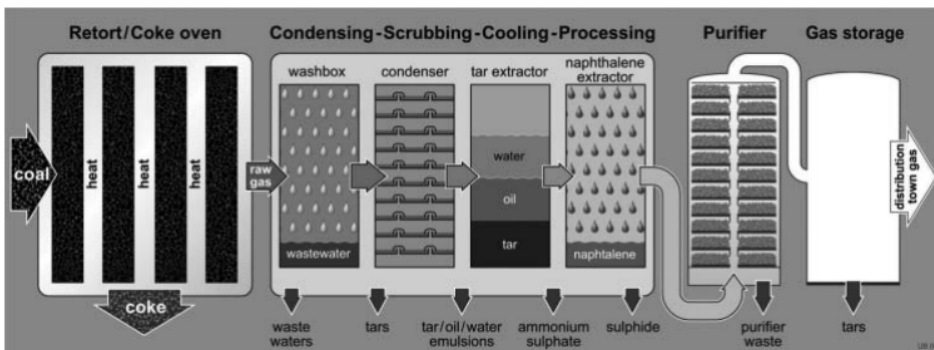 Retort/Coke oven
Condensing-Scrubbing-Cooling-Processing
Purifier
Gas storage
washbox
condenser
tar extractor
naphthalene
extractor
coal
heat
heat
heat
raw
gas
water
oil
tar
wastewater
naphtalene
distribution
town gas
coke
waste
waters
tars
tar/oil/water
emulsions
ammonium
sulphate
sulphide
purifier
waste
tars